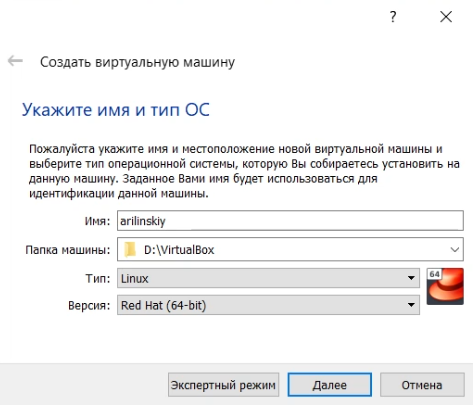 ?
Создать виртуальную машину
Укажите имя и тип ОС
Пожалуйста укажите имя и местоположение новой виртуальной машины и
выберите тип операционной системы, которую Вы собираетесь установить на
данную машину. Заданное Вами имя будет использоваться для
идентификации данной машины.
Имя: arilinskiy
Папка машины: D:\VirtualBox
Тип: Linux
64
Версия: Red Hat (64-bit)
Экспертный режим Далее Отмена